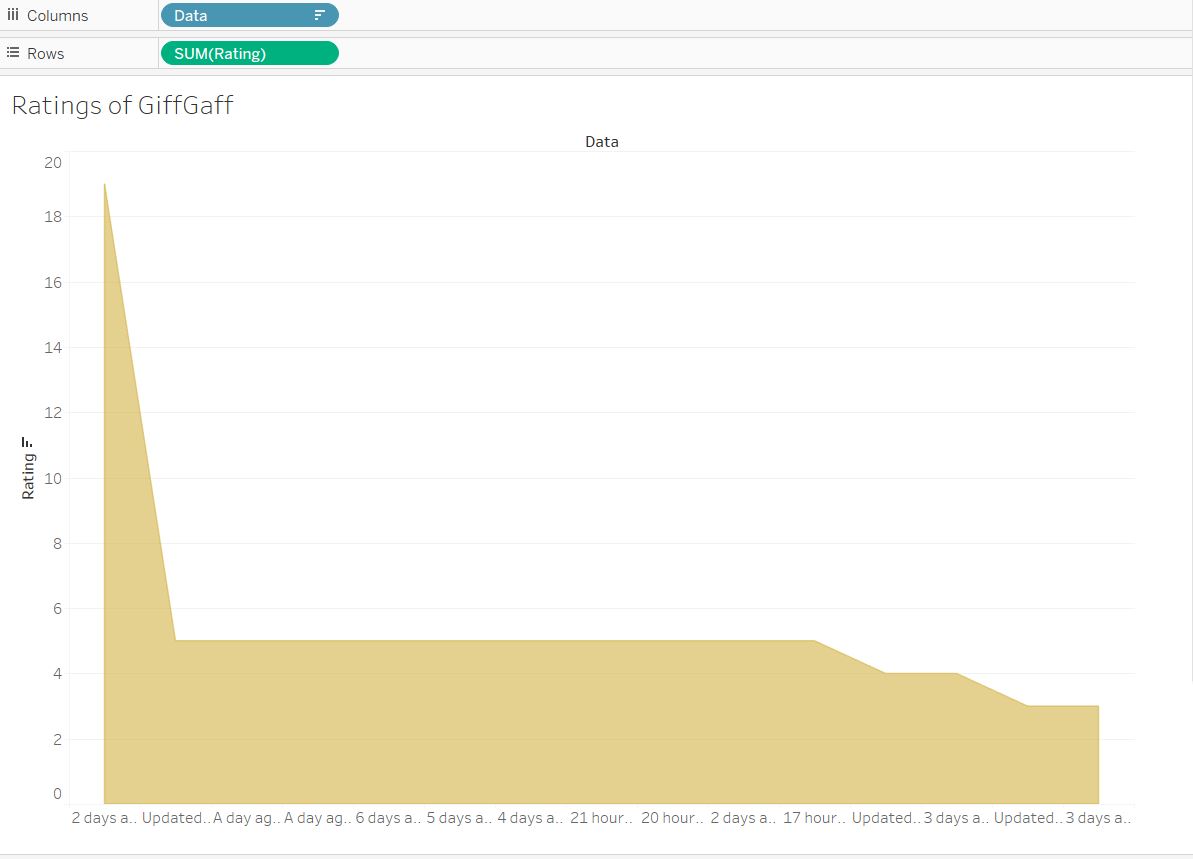 Columns Data
Rows SUM(Rating)
Ratings of GiffGaff
Data
20
18
16
14
12
10
8
6
4
2
0
Rating
2 days a.. Updated.. A day ag.. A day ag.. 6 days a.. 5 days a.. 4 days a.. 21 hour.. 20 hour.. 2 days a.. 17 hour.. Updated.. 3 days a.. Updated.. 3 days a..